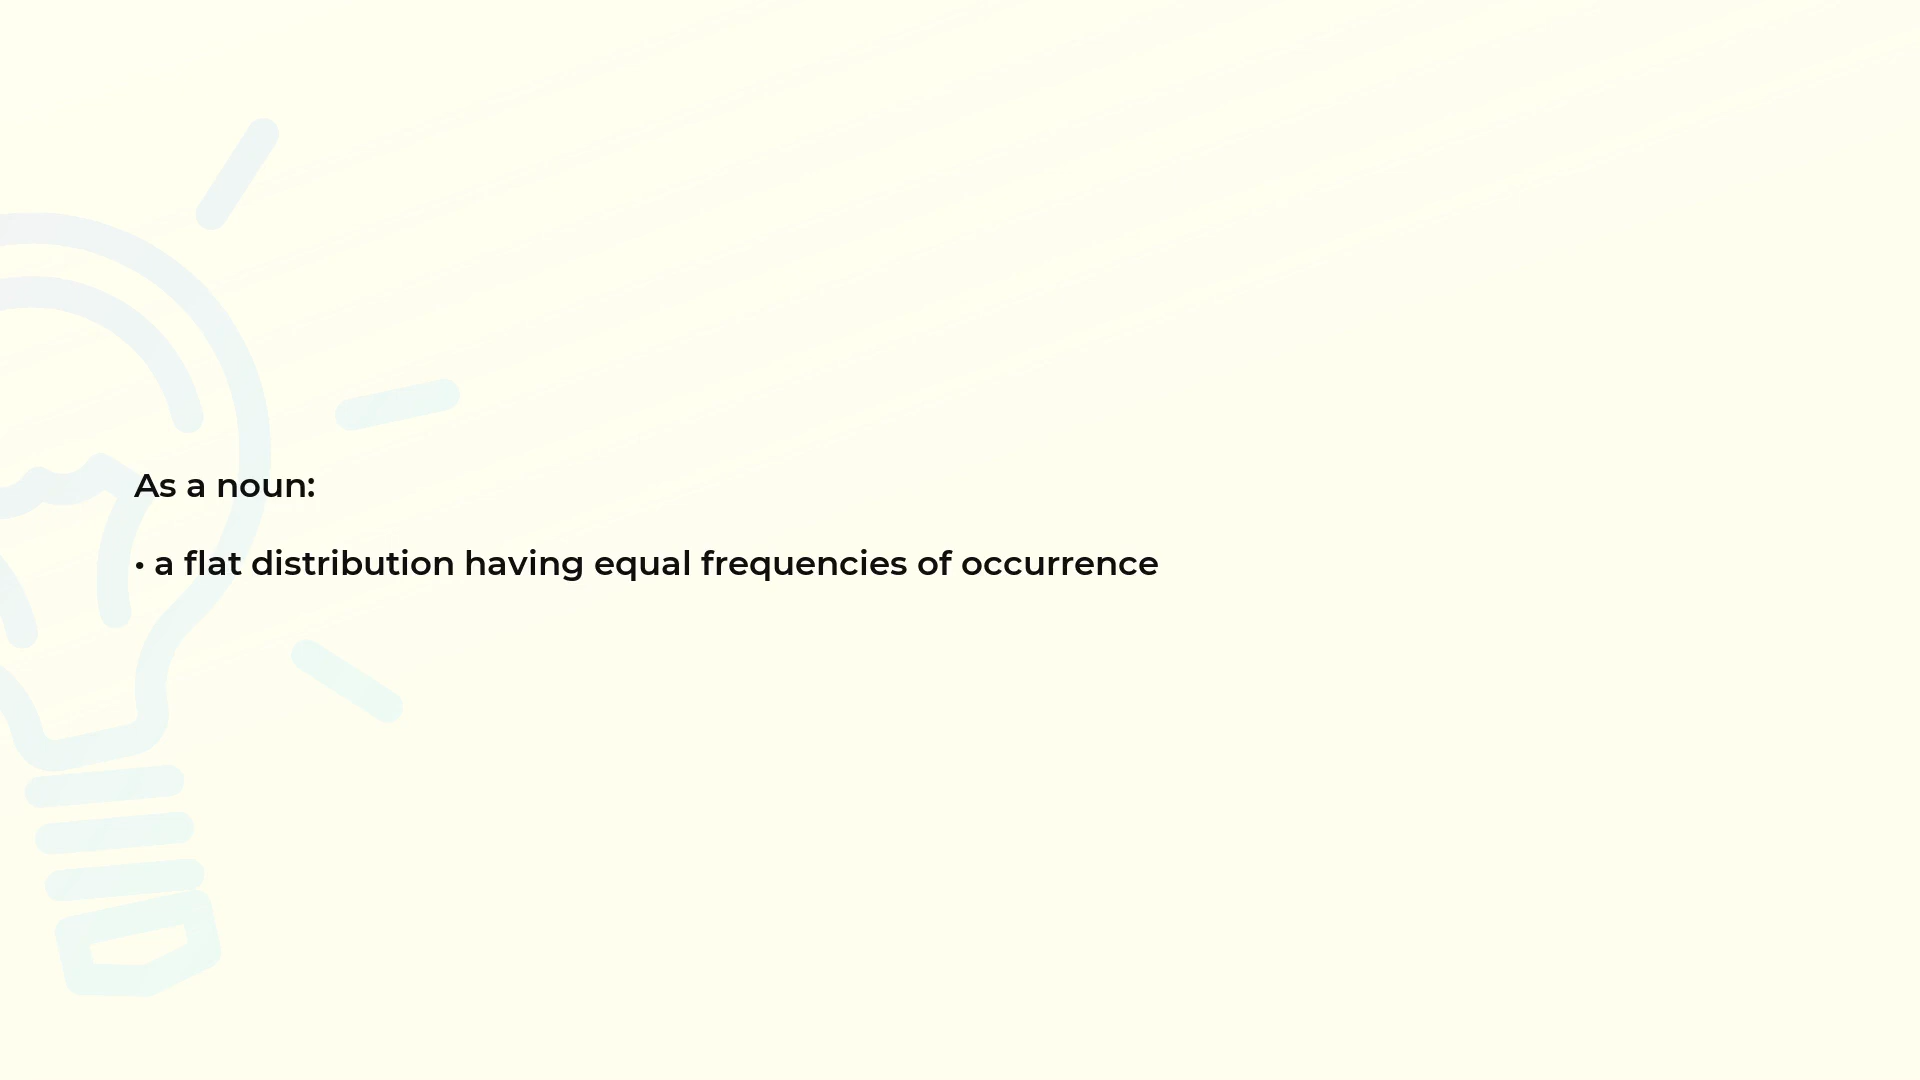 As a noun:
• a flat distribution having equal frequencies of occurrence